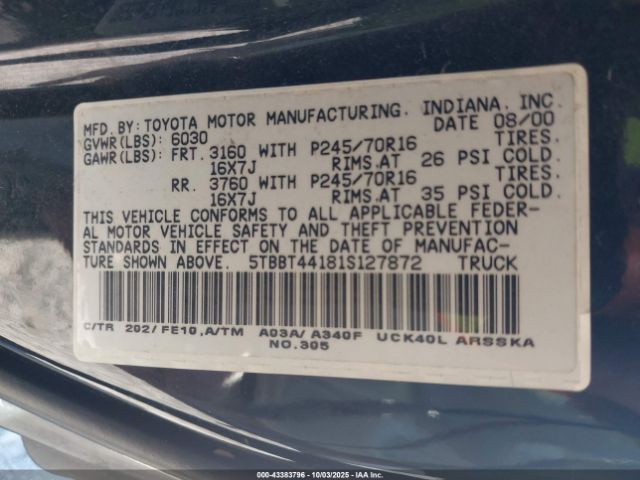 MFD. BY: TOYOTA MOTOR MANUFACTURING. INDIANA. INC.
GVWR(LBS): 6030 DATE 08/00
GAWR(LBS): FRT. 3160 WITH P245/70R16 TIRES.
16X7J RIMS.AT 26 PSI COLD.
RR. 3760 WITH P245/70R16 TIRES.
16X7J RIMS.AT 35 PSI COLD.
THIS VEHICLE CONFORMS TO ALL APPLICABLE FEDER-
AL MOTOR VEHICLE SAFETY AND THEFT PREVENTION
STANDARDS IN EFFECT ON THE DATE OF MANUFAC-
TURE SHOWN ABOVE. 5TBBT44181S127872 TRUCK
C/TR 202/FE10,A/TM A03A/A340F UCK40L ARSSKA
NO.305
000-43383796 - 10/03/2025 - IAA, Inc.